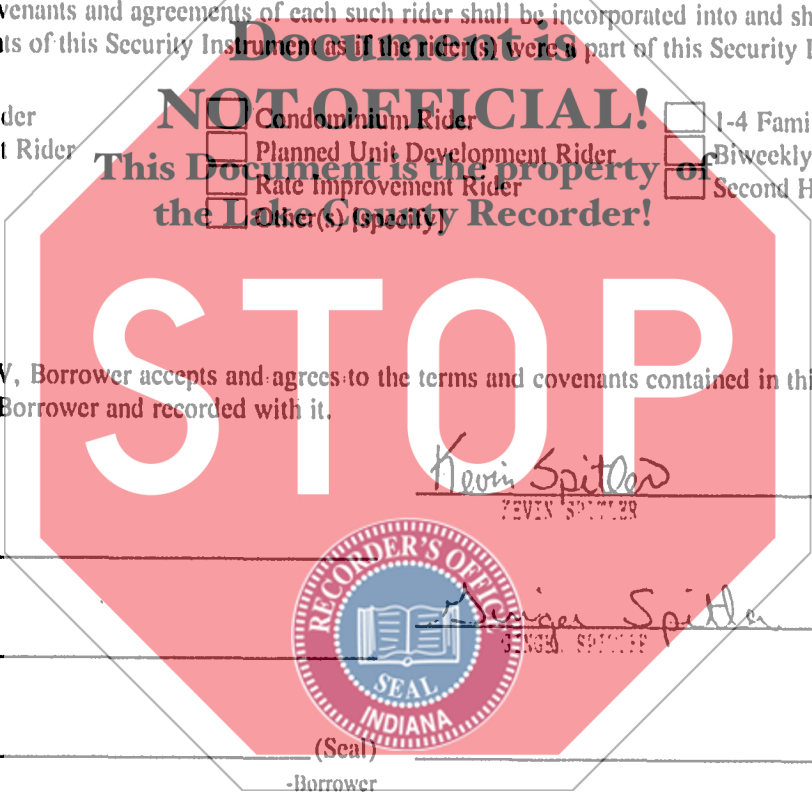 venants and agreements of each such rider shall be incorporated into and sh
ts of this Security Instrument as if the rider(s) were a part of this Security I
Document is
NOT OFFICIAL!
This Document is the property of
the Lake County Recorder!
der
Condominium Rider
1-4 Fami
t Rider
Planned Unit Development Rider
Biweekly
Rate Improvement Rider
Second H
Other(s) [specify]
STOP
V, Borrower accepts and agrees to the terms and covenants contained in thi
Borrower and recorded with it.
Kevin Spitler
KEVIN SPITLER
Ginger Spitler
GINGER SPITLER
RECORDER'S OFFICE
SEAL
INDIANA
(Seal)
-Borrower